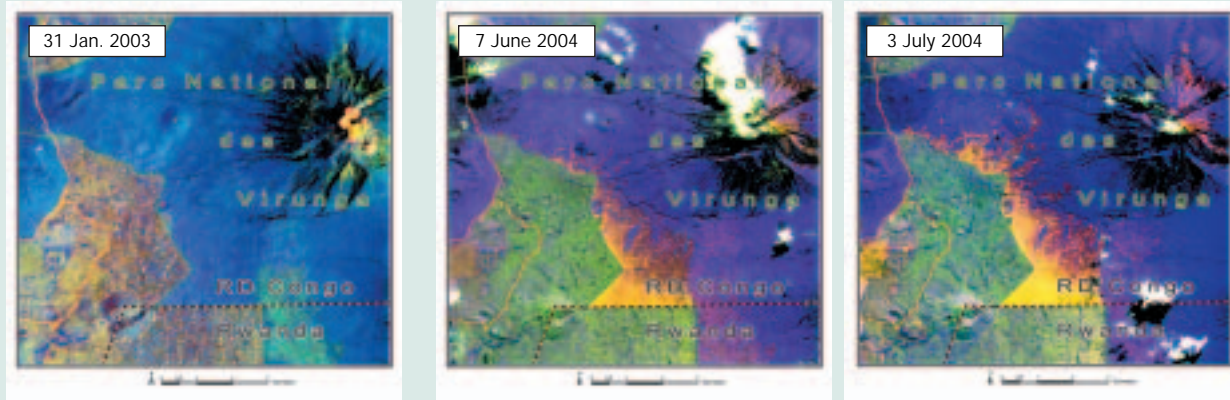 31 Jan. 2003
Parc National
des
Virunga
RD Congo
Rwanda
7 June 2004
Parc National
des
Virunga
RD Congo
Rwanda
3 July 2004
Parc National
des
Virunga
RD Congo
Rwanda